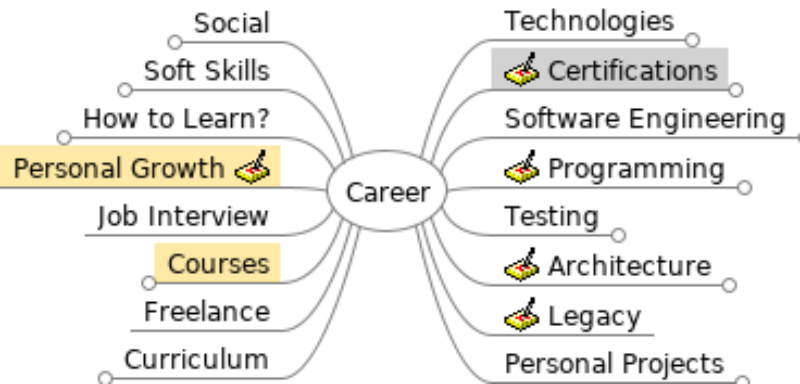 Social
Soft Skills
How to Learn?
Personal Growth
Job Interview
Courses
Freelance
Curriculum
Career
Technologies
Certifications
Software Engineering
Programming
Testing
Architecture
Legacy
Personal Projects